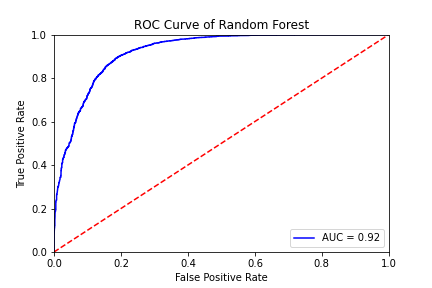 ROC Curve of Random Forest
1.0
0.8
0.6
0.4
0.2
0.0
True Positive Rate
AUC = 0.92
0.0 0.2 0.4 0.6 0.8 1.0
False Positive Rate